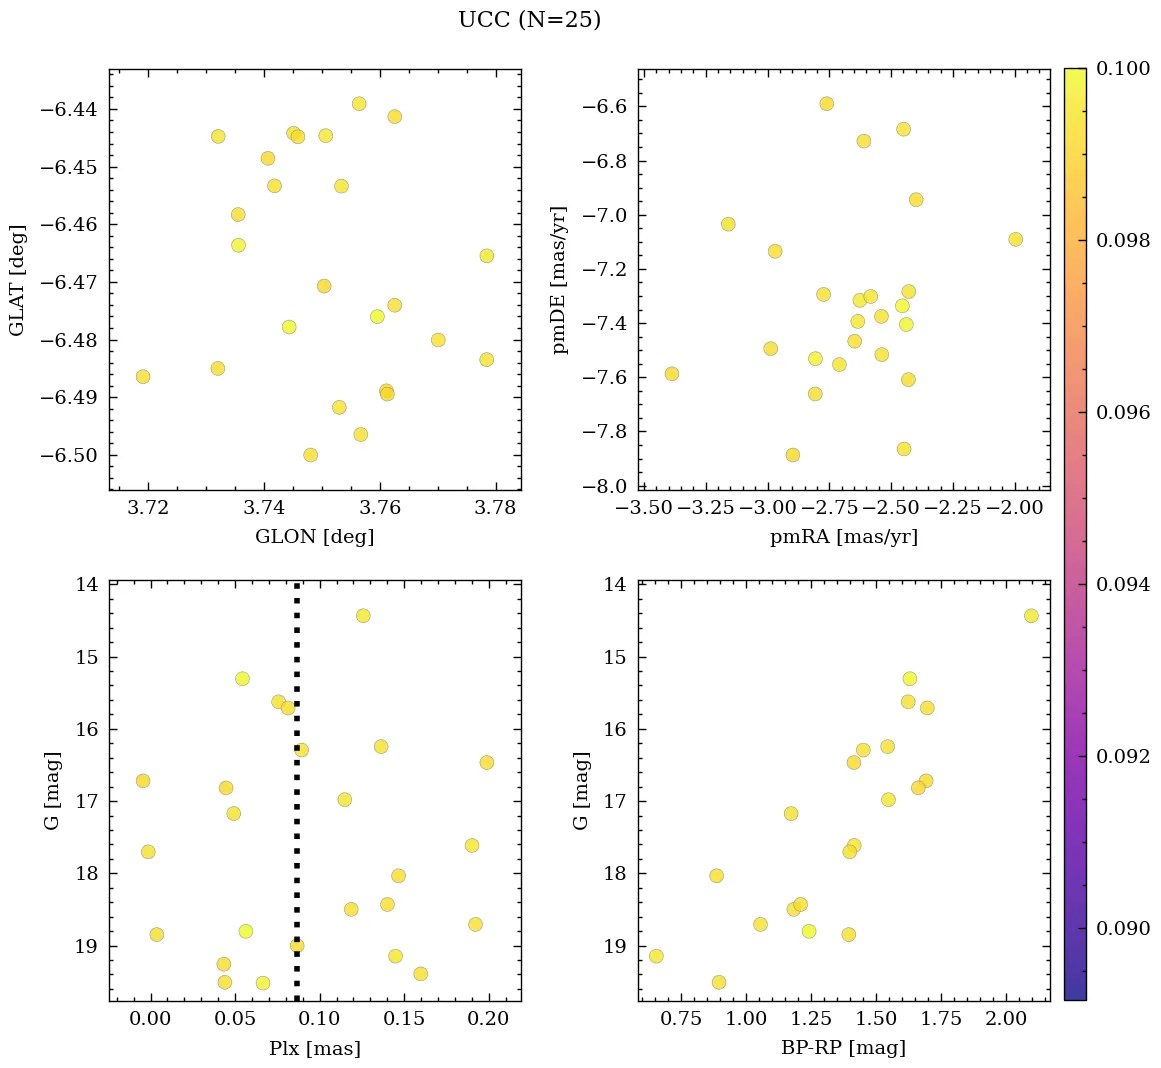 UCC (N=25)
−6.44
−6.45
−6.46
−6.47
−6.48
−6.49
−6.50
GLAT [deg]
3.72 3.74 3.76 3.78
GLON [deg]
−6.6
−6.8
−7.0
−7.2
−7.4
−7.6
−7.8
−8.0
pmDE [mas/yr]
−3.50 −3.25 −3.00 −2.75 −2.50 −2.25 −2.00
pmRA [mas/yr]
14
15
16
17
18
19
G [mag]
0.00 0.05 0.10 0.15 0.20
Plx [mas]
14
15
16
17
18
19
G [mag]
0.75 1.00 1.25 1.50 1.75 2.00
BP-RP [mag]
0.100
0.098
0.096
0.094
0.092
0.090